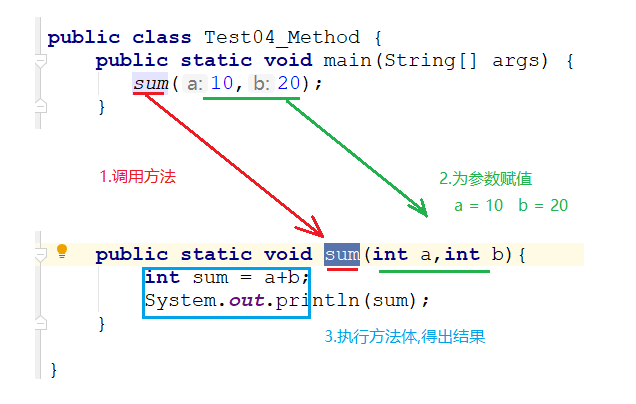 public class Test04_Method {
public static void main(String[] args) {
sum( a: 10, b: 20);
}
1.调用方法
2.为参数赋值
a = 10 b = 20
public static void sum(int a,int b){
int sum = a+b;
System.out.println(sum);
}
3.执行方法体,得出结果
}